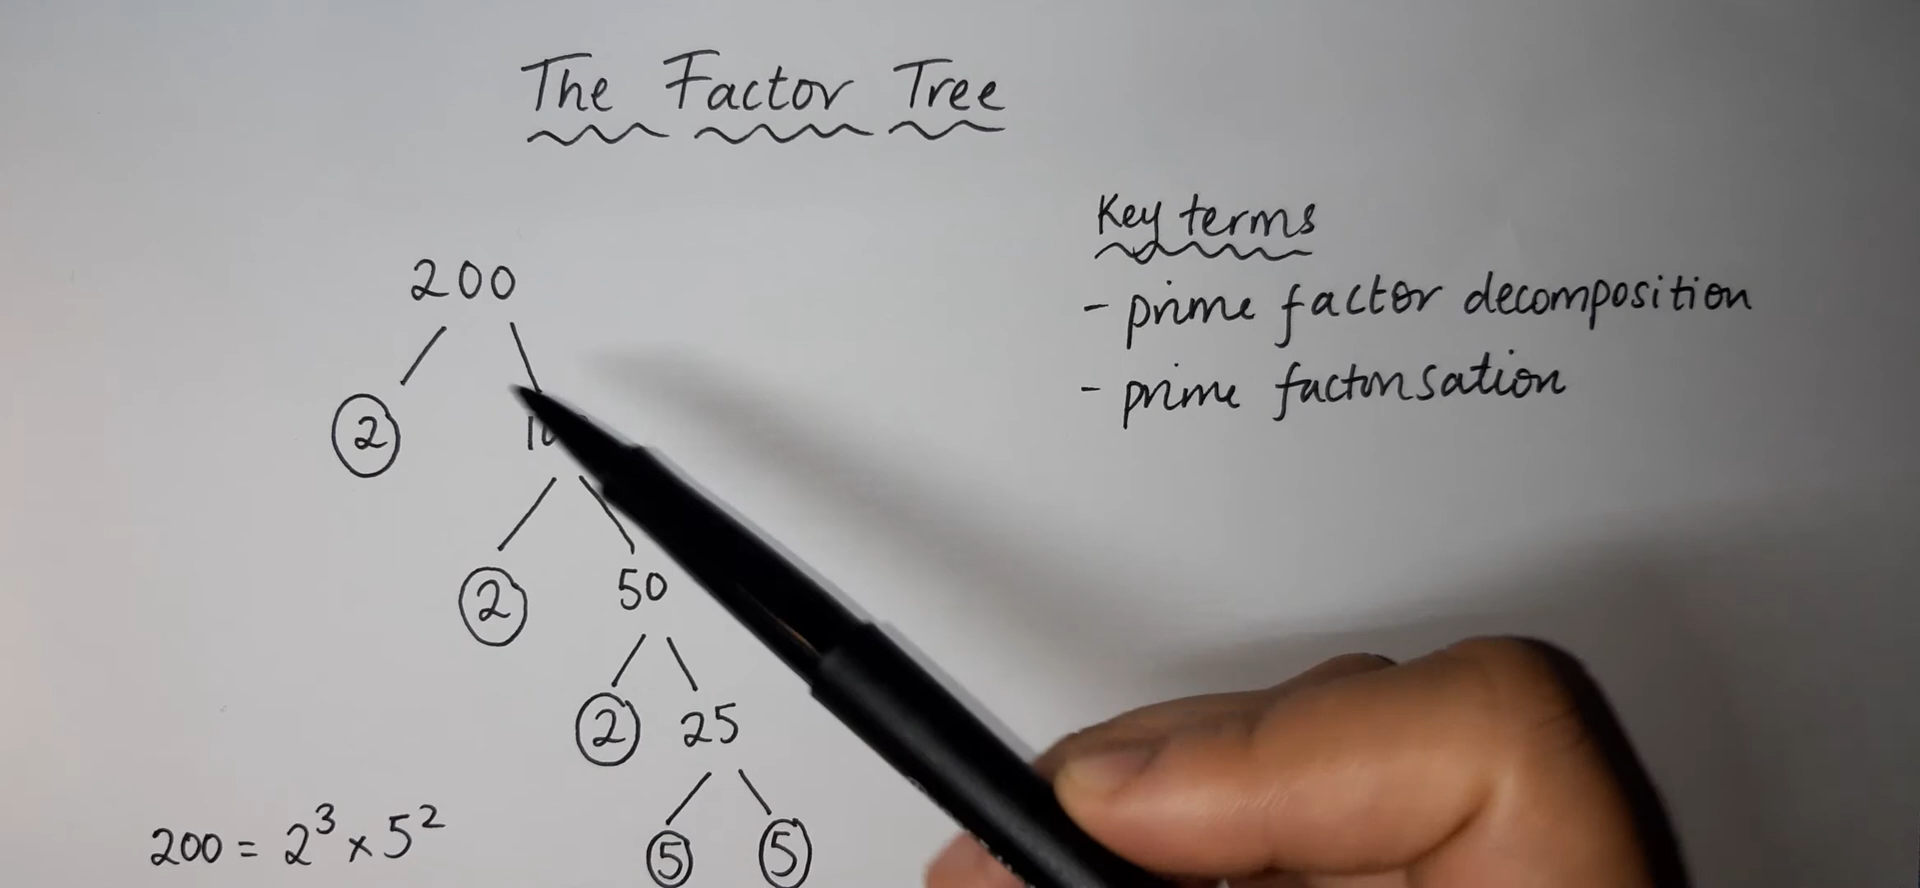 The Factor Tree
Key terms
- prime factor decomposition
- prime factorisation
200
2
2 50
2 25
5 5
200 = 2³ x 5²